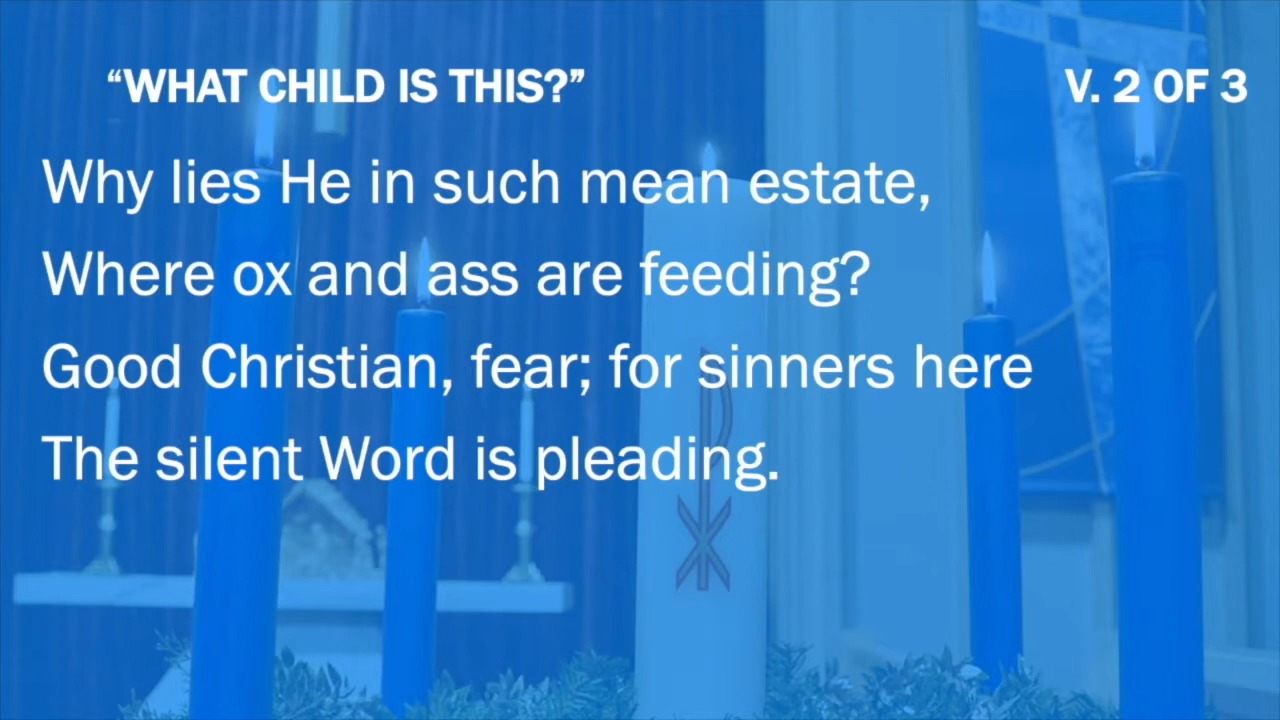 “WHAT CHILD IS THIS?” V. 2 OF 3
Why lies He in such mean estate,
Where ox and ass are feeding?
Good Christian, fear; for sinners here
The silent Word is pleading.